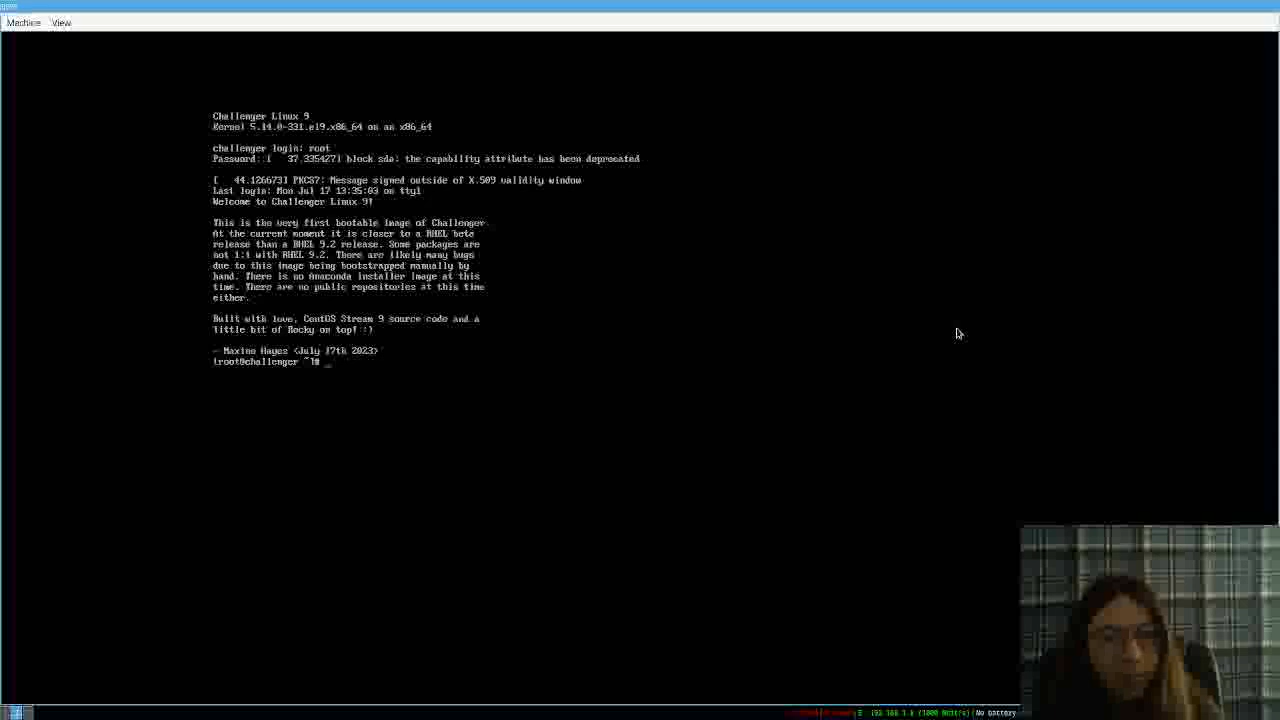 Machine View
Challenger Linux 9
Kernel 5.14.0-331.el9.x86_64 on an x86_64
challenger login: root
Password: [   37.335427] block sda: the capability attribute has been deprecated
[   44.126673] PKCS7: Message signed outside of X.509 validity window
Last login: Mon Jul 17 13:35:03 on tty1
Welcome to Challenger Linux 9!
This is the very first bootable image of Challenger.
At the current moment it is closer to a RHEL beta
release than a RHEL 9.2 release. Some packages are
not 1:1 with RHEL 9.2. There are likely many bugs
due to this image being bootstrapped manually by
hand. There is no Anaconda installer image at this
time. There are no public repositories at this time
either.
Built with love, CentOS Stream 9 source code and a
little bit of Rocky on top! :)
- Maxine Hayes <July 17th 2023>
[root@challenger ~]# _
No battery